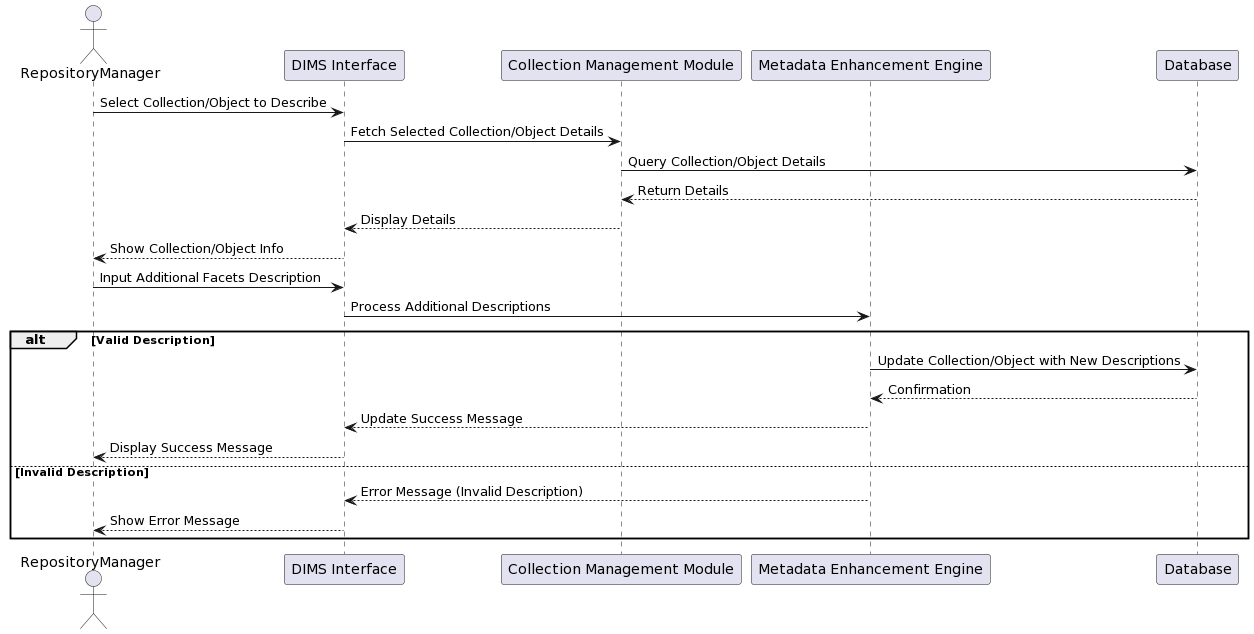 RepositoryManager
DIMS Interface
Collection Management Module
Metadata Enhancement Engine
Database
Select Collection/Object to Describe
Fetch Selected Collection/Object Details
Query Collection/Object Details
Return Details
Display Details
Show Collection/Object Info
Input Additional Facets Description
Process Additional Descriptions
alt
[Valid Description]
Update Collection/Object with New Descriptions
Confirmation
Update Success Message
Display Success Message
[Invalid Description]
Error Message (Invalid Description)
Show Error Message
RepositoryManager
DIMS Interface
Collection Management Module
Metadata Enhancement Engine
Database